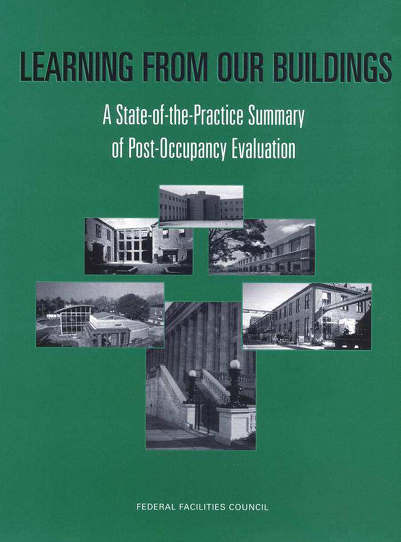 LEARNING FROM OUR BUILDINGS
A State-of-the-Practice Summary
of Post-Occupancy Evaluation
FEDERAL FACILITIES COUNCIL